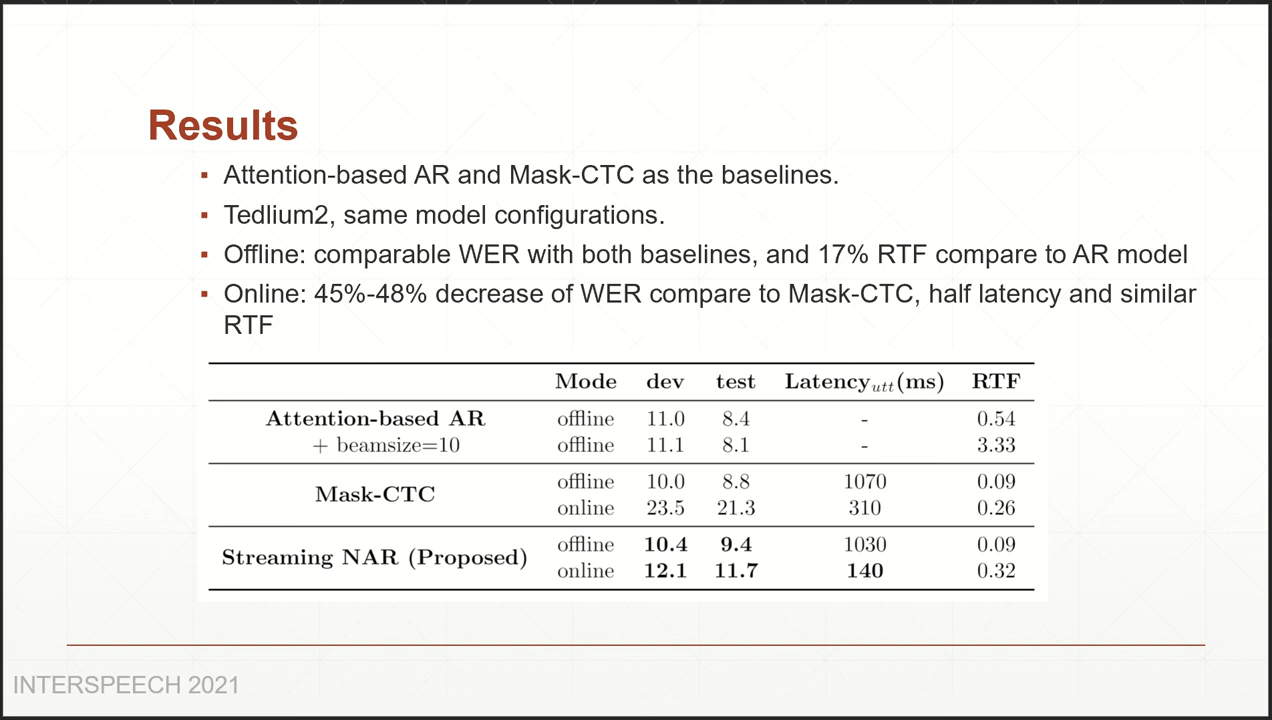 Results
▪ Attention-based AR and Mask-CTC as the baselines.
▪ Tedlium2, same model configurations.
▪ Offline: comparable WER with both baselines, and 17% RTF compare to AR model
▪ Online: 45%-48% decrease of WER compare to Mask-CTC, half latency and similar
RTF
Mode dev test Latency_utt(ms) RTF
Attention-based AR offline 11.0 8.4 - 0.54
+ beamsize=10 offline 11.1 8.1 - 3.33
Mask-CTC offline 10.0 8.8 1070 0.09
online 23.5 21.3 310 0.26
Streaming NAR (Proposed) offline 10.4 9.4 1030 0.09
online 12.1 11.7 140 0.32
INTERSPEECH 2021